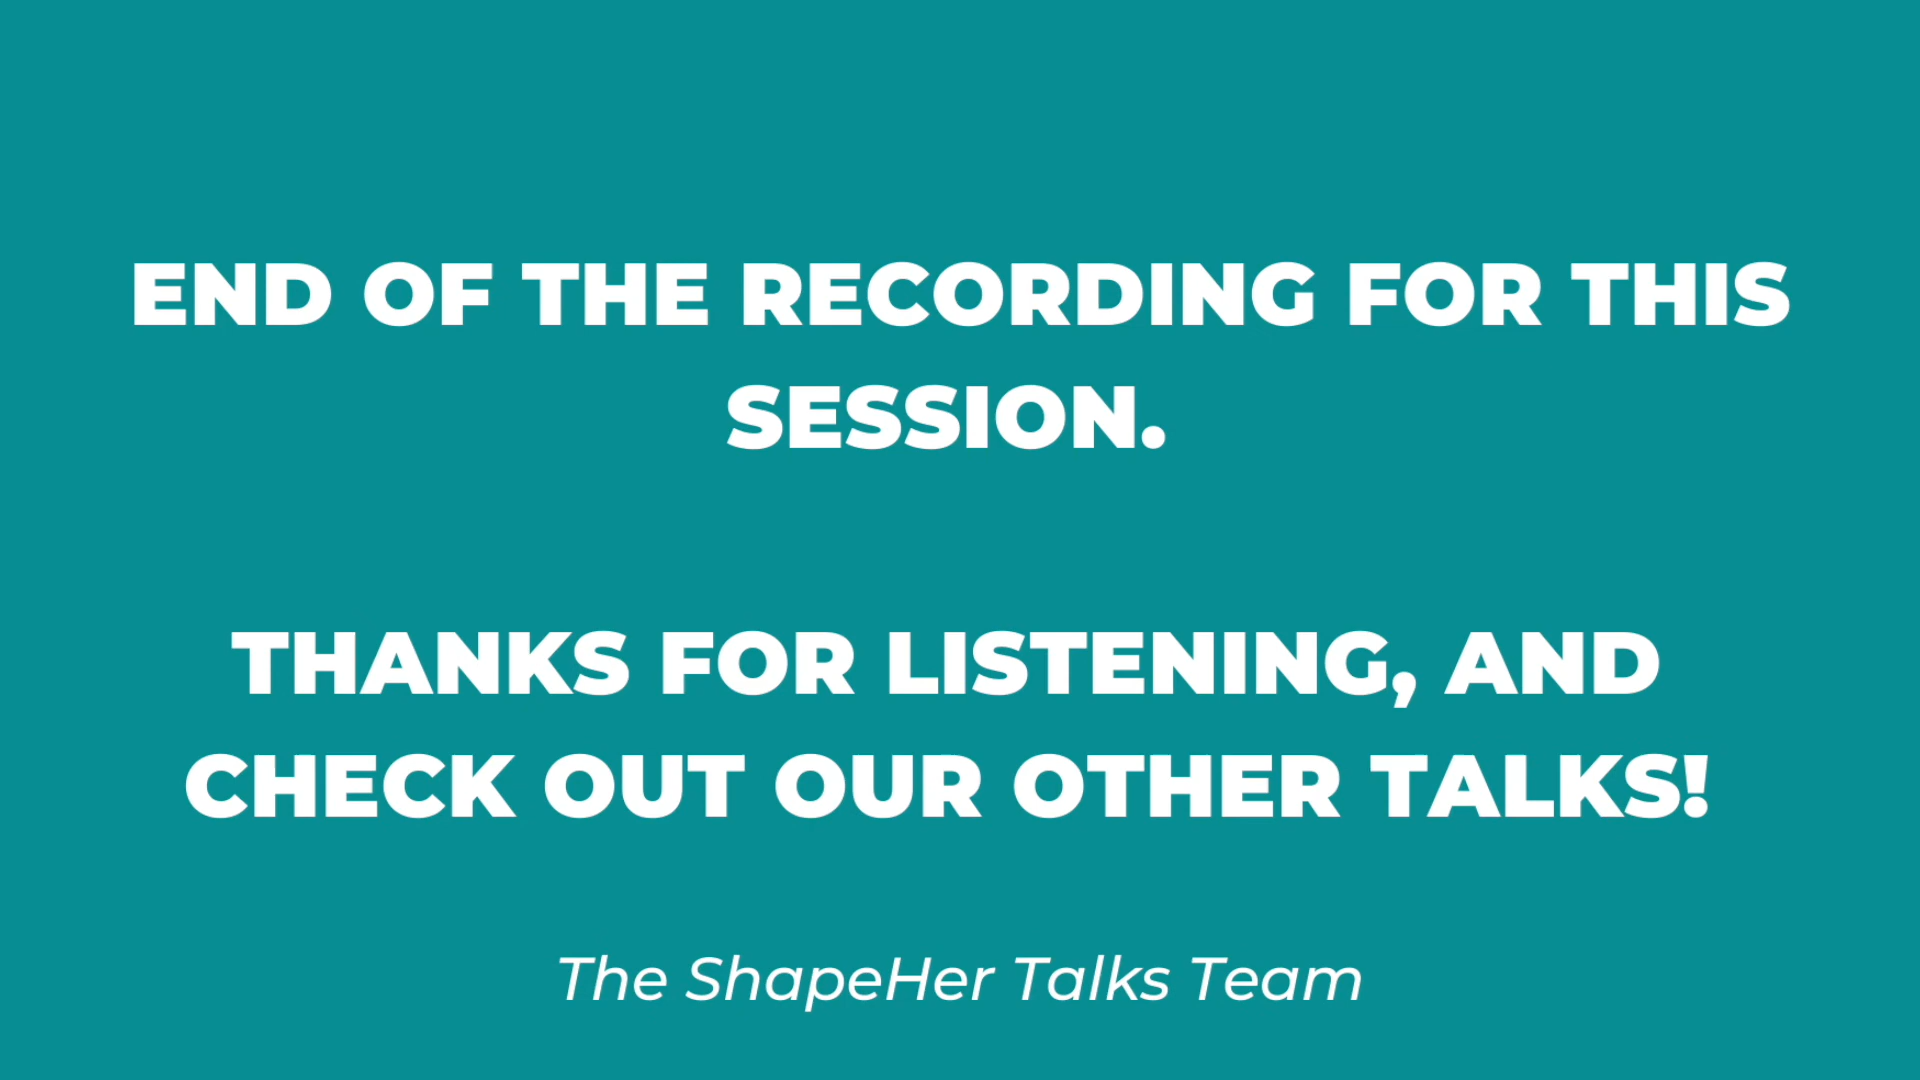 END OF THE RECORDING FOR THIS
SESSION.
THANKS FOR LISTENING, AND
CHECK OUT OUR OTHER TALKS!
The ShapeHer Talks Team